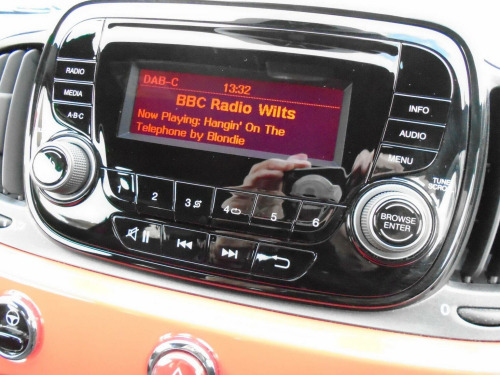 DAB-C
13:32
BBC Radio Wilts
Now Playing: Hangin' On The
Telephone by Blondie
RADIO
MEDIA
A·B·C
INFO
AUDIO
MENU
TUNE
SCROLL
BROWSE
ENTER
2
3
4
5
6
0